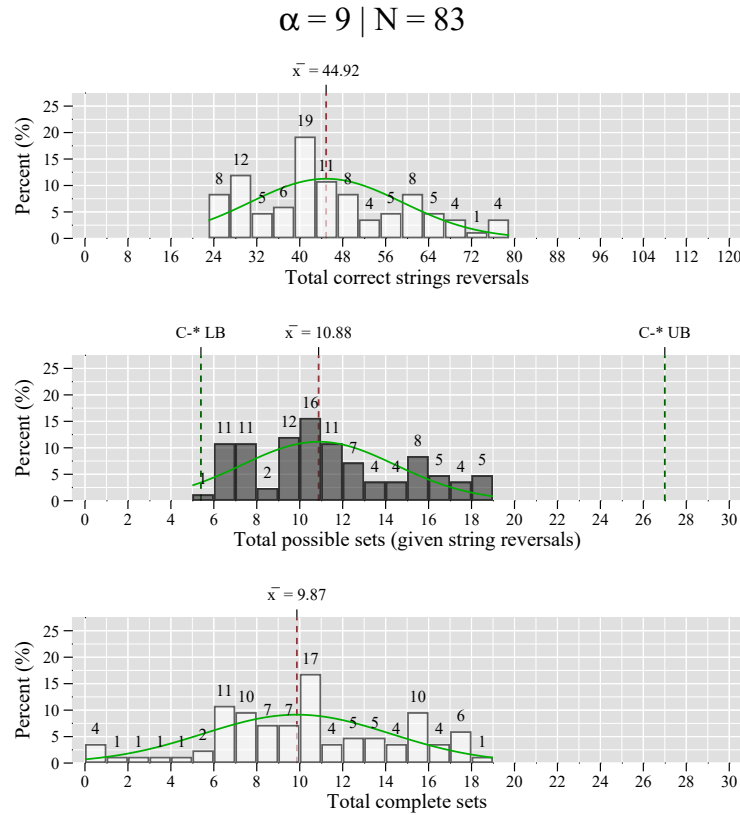 α = 9 | N = 83
x̄ = 44.92
Percent (%)
25
20
15
10
5
0
8 12 5 6 19 11 8 4 5 8 5 4 1 4
0 8 16 24 32 40 48 56 64 72 80 88 96 104 112 120
Total correct strings reversals
C-* LB x̄ = 10.88 C-* UB
Percent (%)
25
20
15
10
5
0
1 11 11 2 12 16 11 7 4 4 8 5 4 5
0 2 4 6 8 10 12 14 16 18 20 22 24 26 28 30
Total possible sets (given string reversals)
x̄ = 9.87
Percent (%)
25
20
15
10
5
0
4 1 1 1 1 2 11 10 7 7 17 4 5 5 4 10 4 6 1
0 2 4 6 8 10 12 14 16 18 20 22 24 26 28 30
Total complete sets